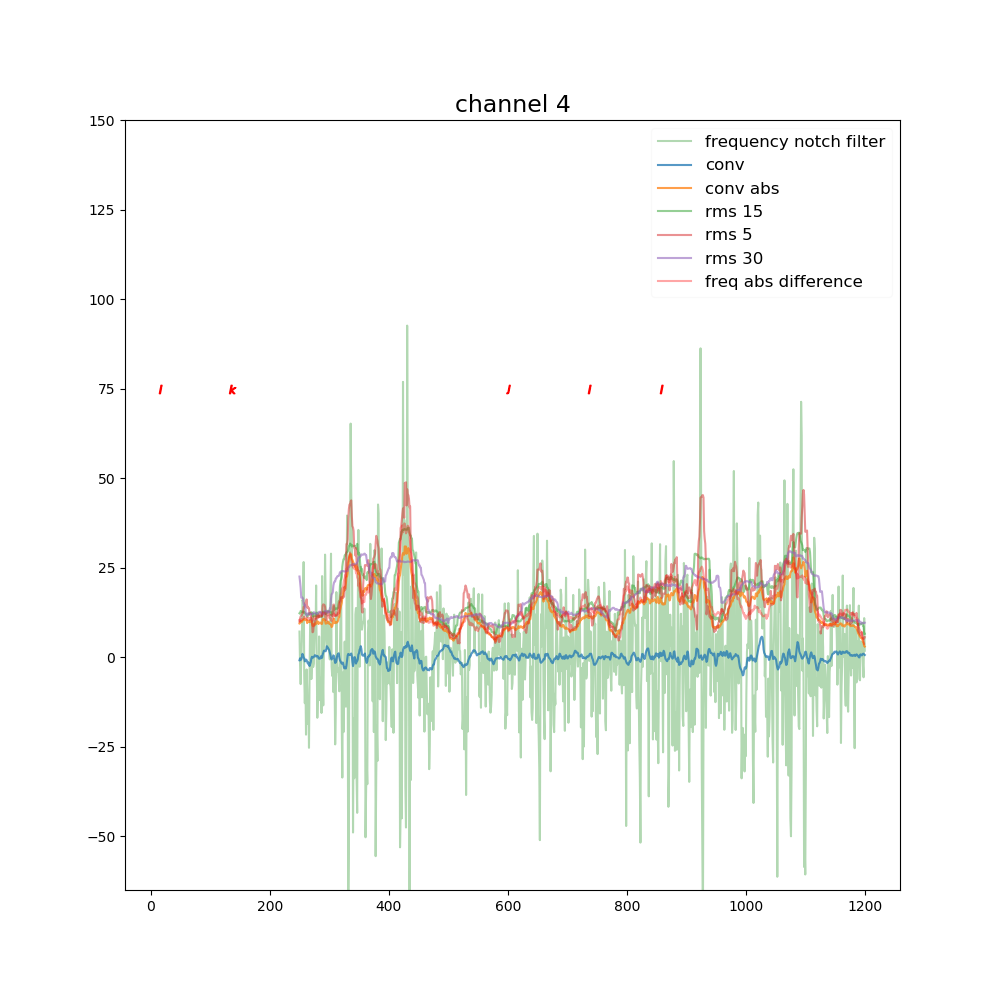 channel 4
150
125
100
75
50
25
0
−25
−50
frequency notch filter
conv
conv abs
rms 15
rms 5
rms 30
freq abs difference
l k J l l
0 200 400 600 800 1000 1200